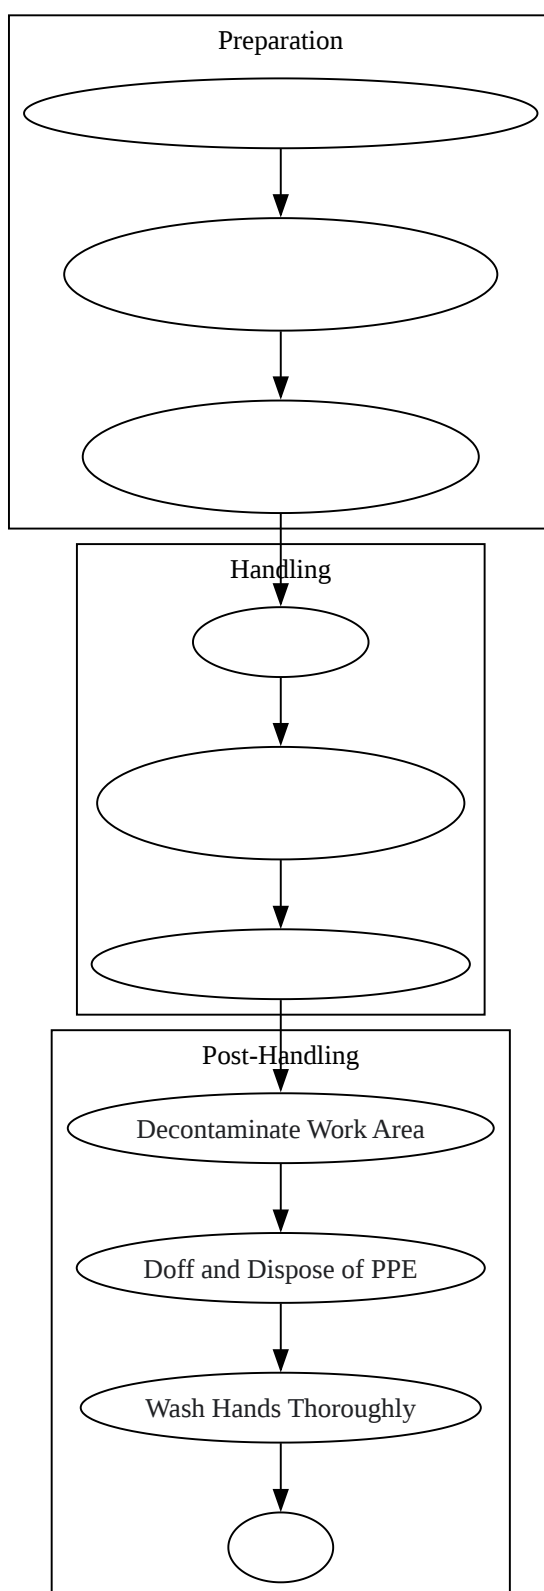 Preparation
Handling
Post-Handling
Decontaminate Work Area
Doff and Dispose of PPE
Wash Hands Thoroughly